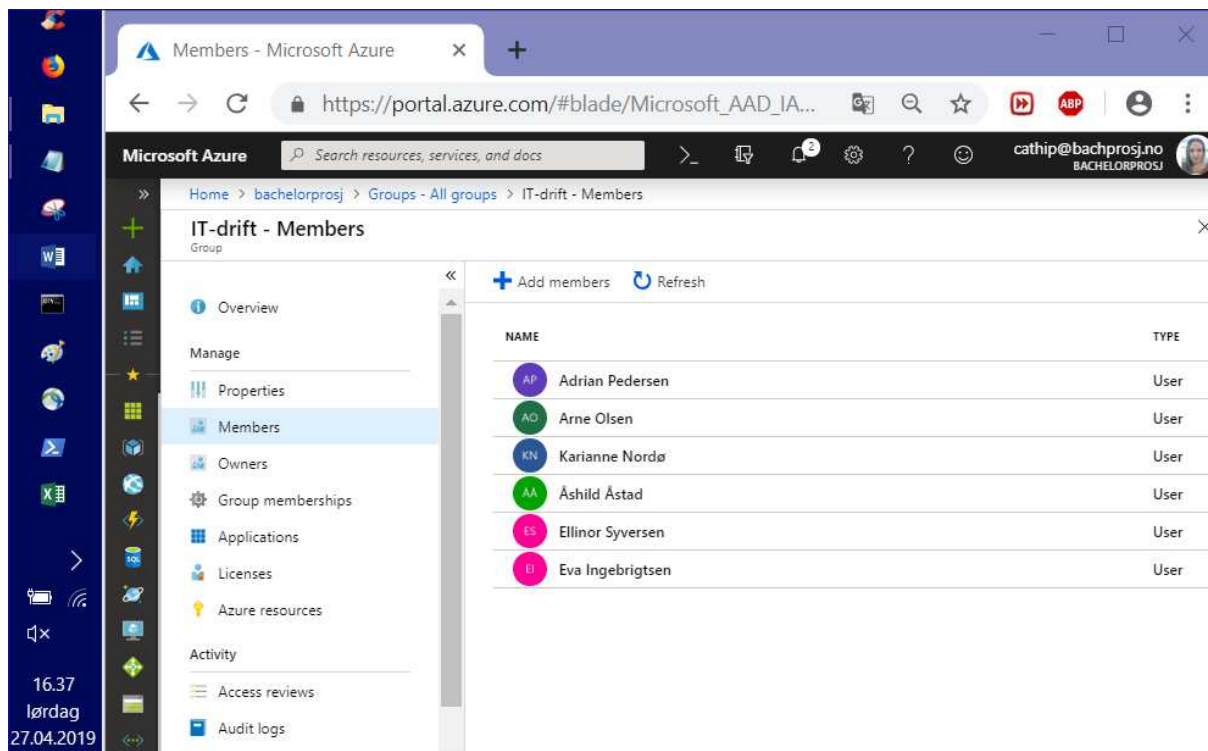 Members - Microsoft Azure
https://portal.azure.com/#blade/Microsoft_AAD_IA...
ABP
Microsoft Azure
Search resources, services, and docs
2
cathip@bachprosj.no
BACHELORPROSJ
Home > bachelorprosj > Groups - All groups > IT-drift - Members
IT-drift - Members
Group
Overview
Manage
Properties
Members
Owners
Group memberships
Applications
Licenses
Azure resources
Activity
Access reviews
Audit logs
Add members Refresh
NAME TYPE
AP Adrian Pedersen User
AO Arne Olsen User
KN Karianne Nordø User
ÅÅ Åshild Åstad User
ES Ellinor Syversen User
EI Eva Ingebrigtsen User
SQL
16.37
lørdag
27.04.2019